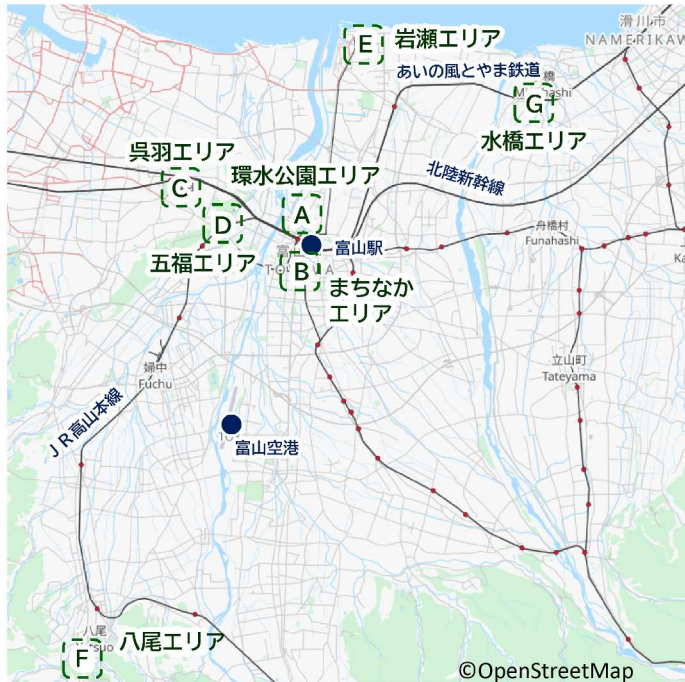 滑川市
NAMERIKAW
E
岩瀬エリア
あいの風とやま鉄道
橋
G
水橋エリア
呉羽エリア
C
環水公園エリア
北陸新幹線
A
D
舟橋村
Funahashi
富山駅
五福エリア
B
まちなか
エリア
婦中
Fuchu
立山町
Tateyama
JR高山本線
富山空港
八尾
八尾エリア
F
©OpenStreetMap